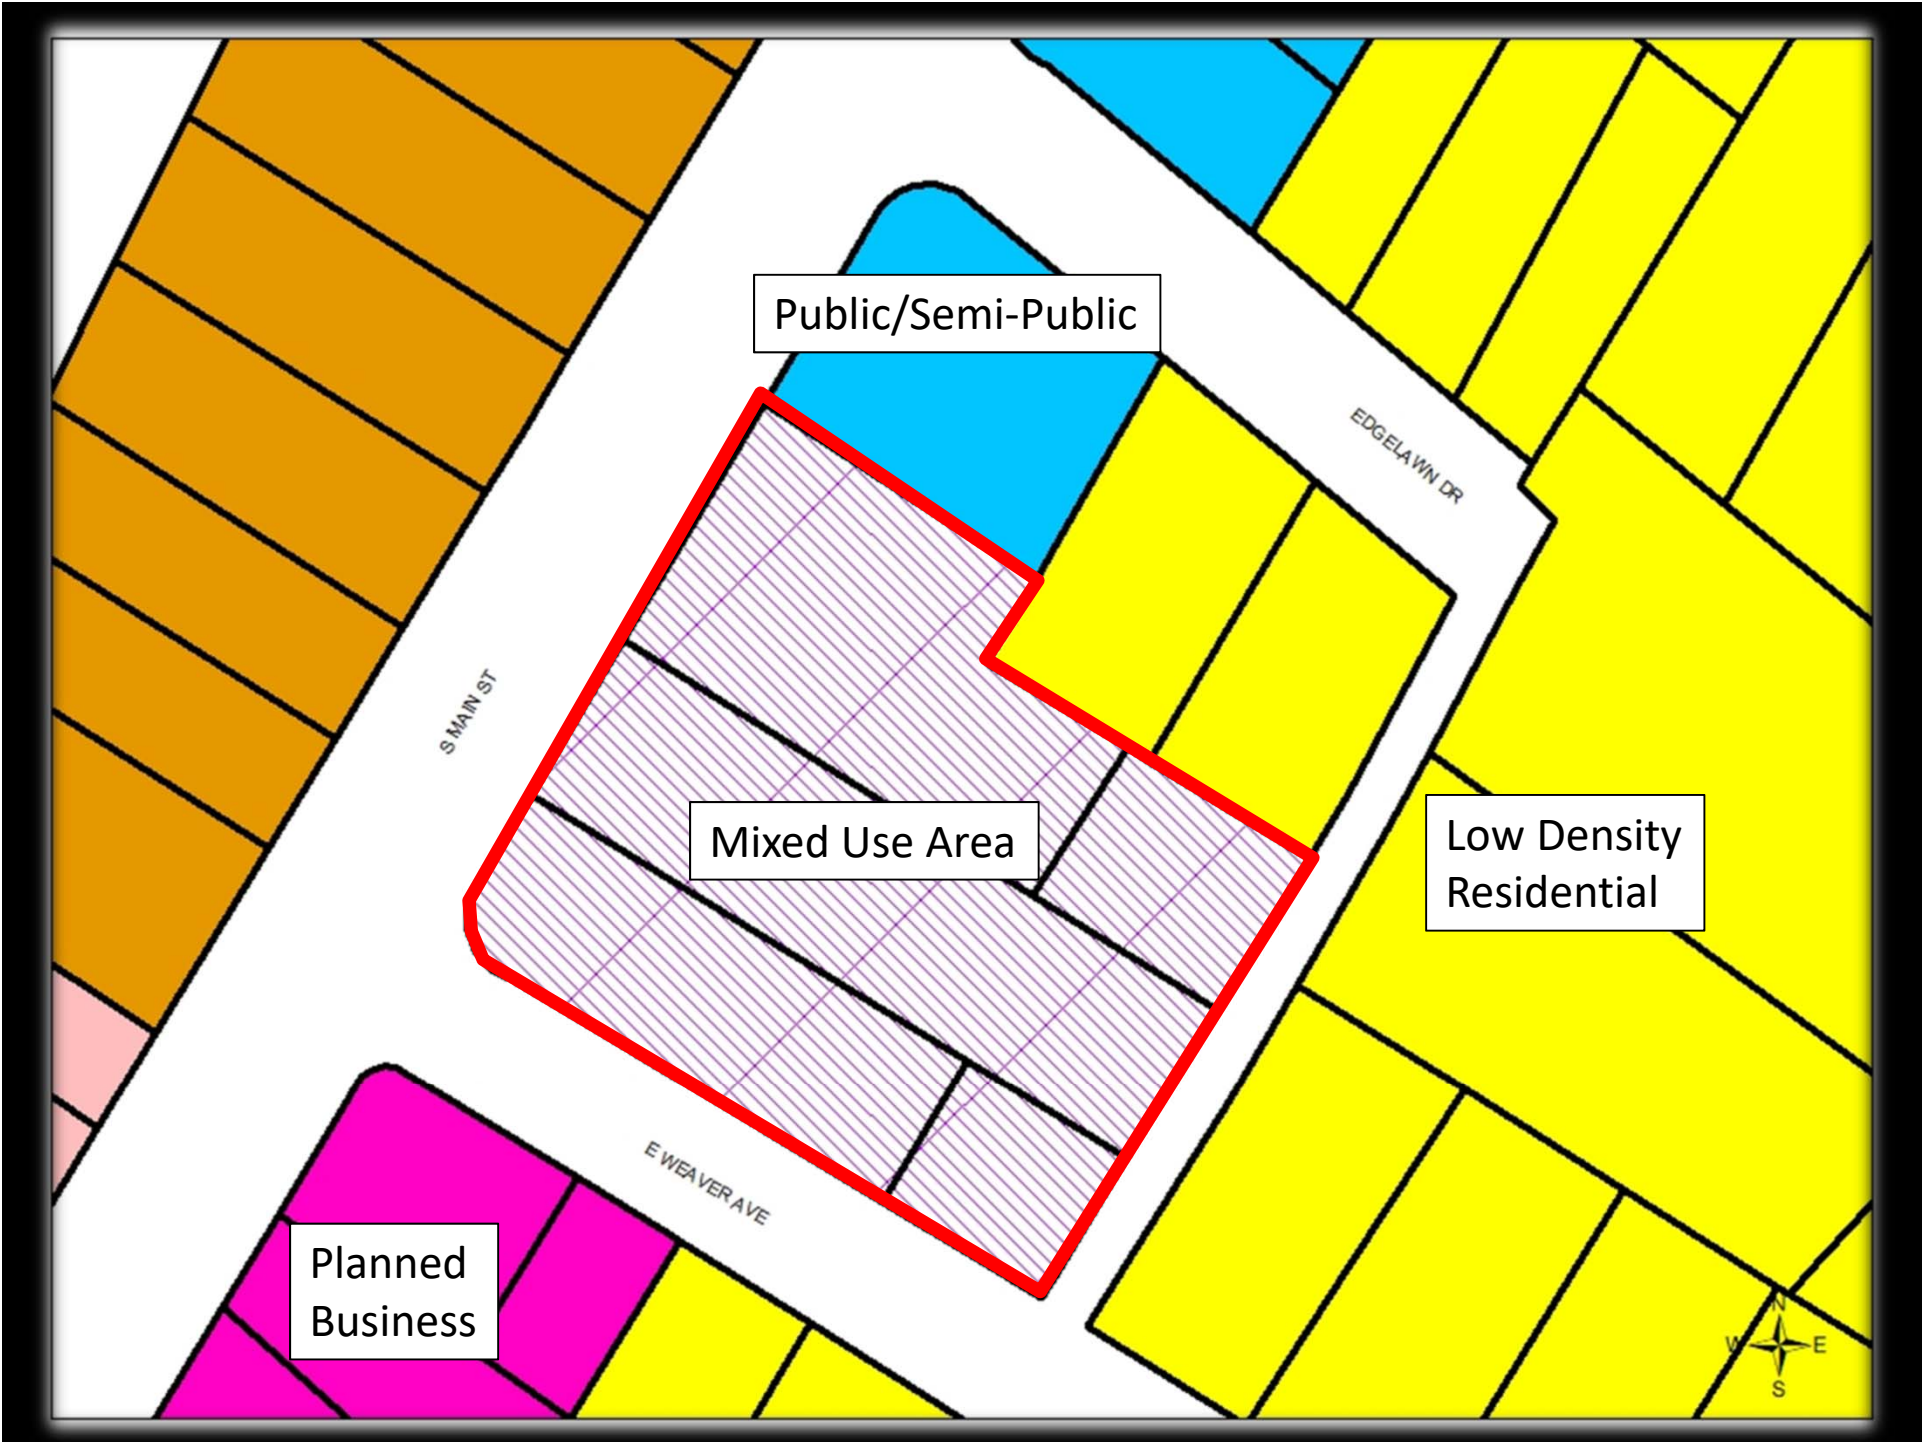 Public/Semi-Public
EDGELAWN DR
S MAIN ST
Mixed Use Area
Low Density
Residential
E WEAVER AVE
Planned
Business
N
W
E
S